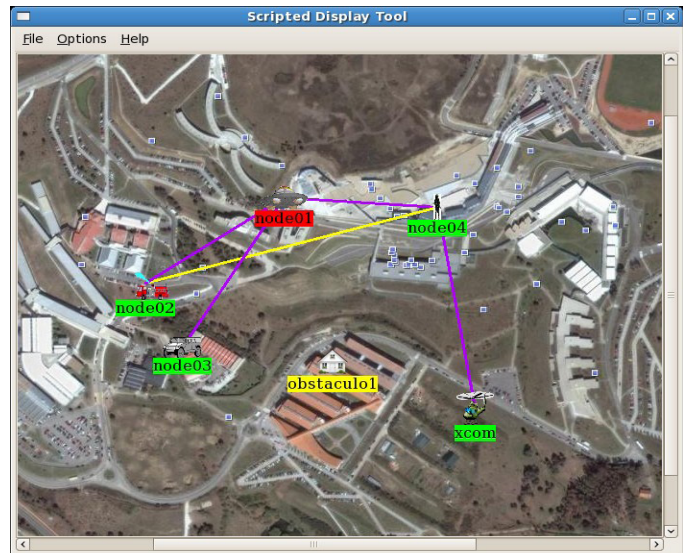 Scripted Display Tool
File Options Help
node01
node04
node02
node03
obstaculo1
xcom